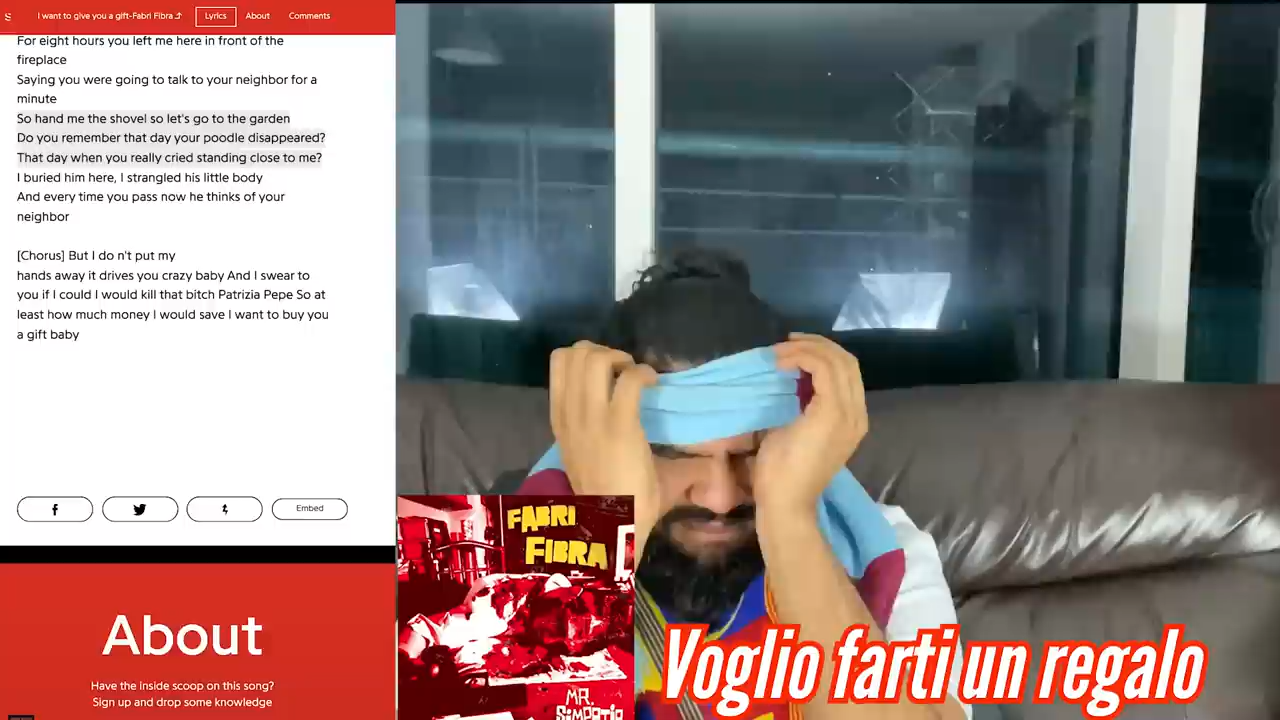 I want to give you a gift-Fabri Fibra
Lyrics
About
Comments
For eight hours you left me here in front of the
fireplace
Saying you were going to talk to your neighbor for a
minute
So hand me the shovel so let's go to the garden
Do you remember that day your poodle disappeared?
That day when you really cried standing close to me?
I buried him here, I strangled his little body
And every time you pass now he thinks of your
neighbor
[Chorus] But I do n't put my
hands away it drives you crazy baby And I swear to
you if I could I would kill that bitch Patrizia Pepe So at
least how much money I would save I want to buy you
a gift baby
Embed
About
Have the inside scoop on this song?
Sign up and drop some knowledge
FABRI
FIBRA
MR.
SIMPATIA
Voglio farti un regalo